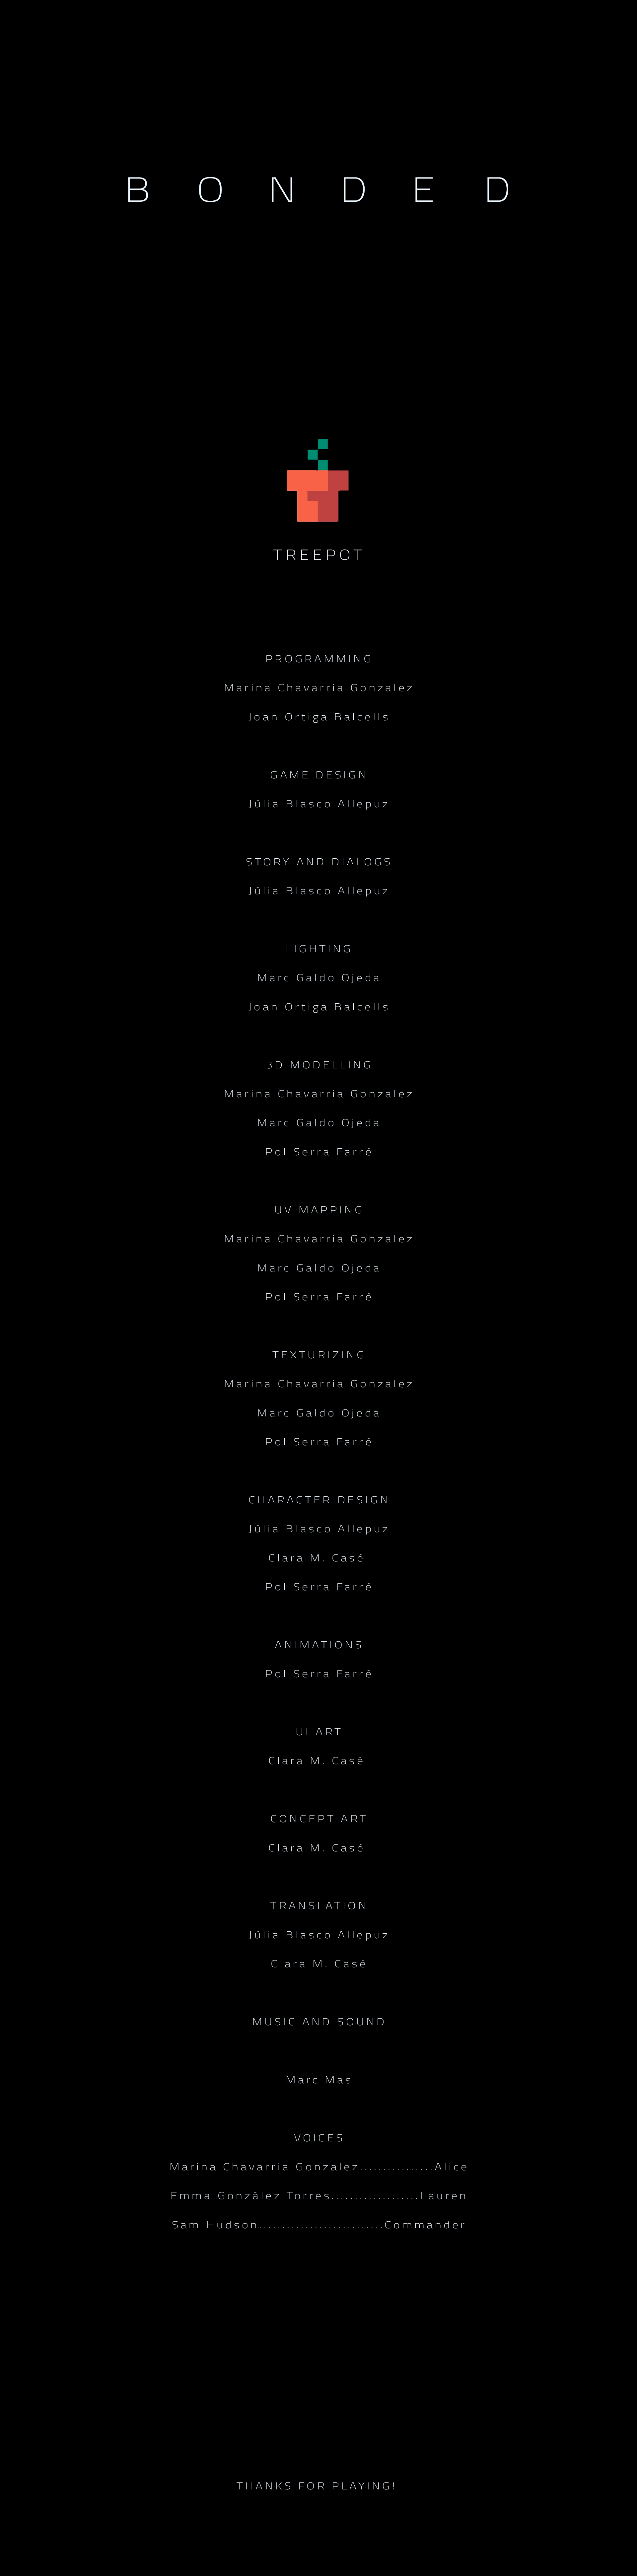 BONDED
TREEPOT
PROGRAMMING
Marina Chavarria Gonzalez
Joan Ortiga Balcells
GAME DESIGN
Júlia Blasco Allepuz
STORY AND DIALOGS
Júlia Blasco Allepuz
LIGHTING
Marc Galdo Ojeda
Joan Ortiga Balcells
3D MODELLING
Marina Chavarria Gonzalez
Marc Galdo Ojeda
Pol Serra Farré
UV MAPPING
Marina Chavarria Gonzalez
Marc Galdo Ojeda
Pol Serra Farré
TEXTURIZING
Marina Chavarria Gonzalez
Marc Galdo Ojeda
Pol Serra Farré
CHARACTER DESIGN
Júlia Blasco Allepuz
Clara M. Casé
Pol Serra Farré
ANIMATIONS
Pol Serra Farré
UI ART
Clara M. Casé
CONCEPT ART
Clara M. Casé
TRANSLATION
Júlia Blasco Allepuz
Clara M. Casé
MUSIC AND SOUND
Marc Mas
VOICES
Marina Chavarria Gonzalez................Alice
Emma González Torres...................Lauren
Sam Hudson...........................Commander
THANKS FOR PLAYING!